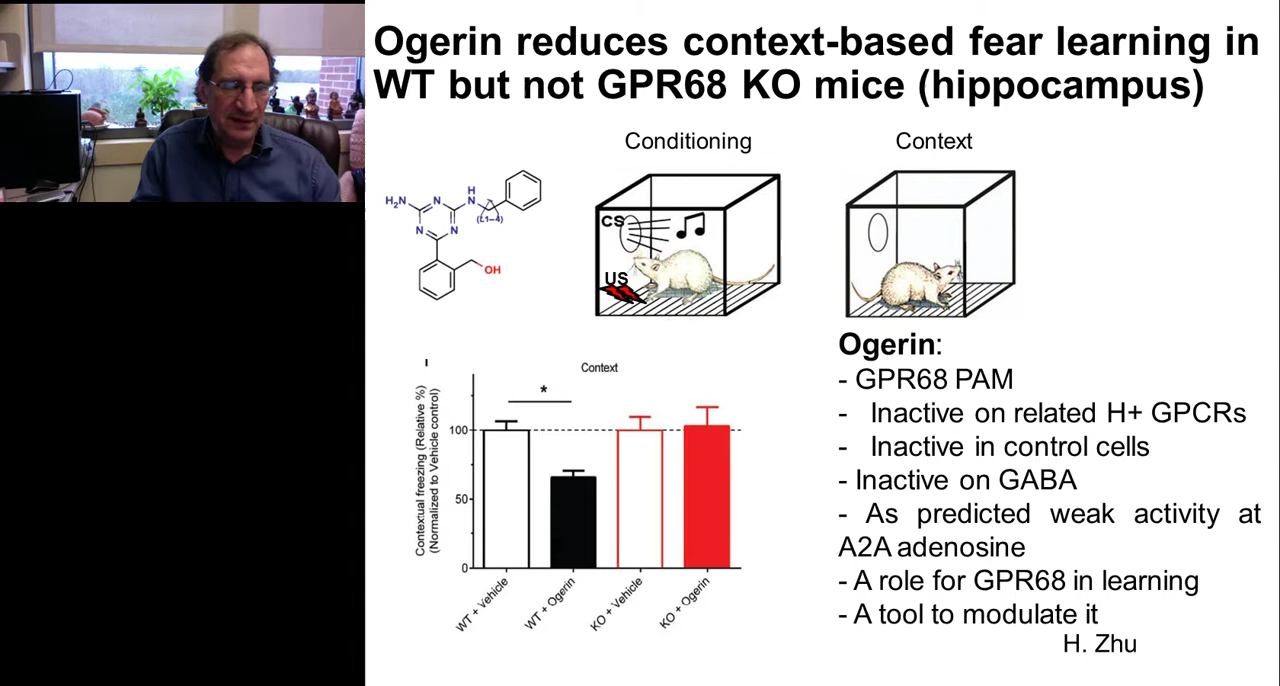 Ogerin reduces context-based fear learning in
WT but not GPR68 KO mice (hippocampus)
Conditioning
Context
H₂N
N
N
N
H
N
(L1–4)
OH
CS
US
I
Context
*
Contextual freezing (Relative %)
(Normalized to Vehicle control)
100
50
0
WT + Vehicle
WT + Ogerin
KO + Vehicle
KO + Ogerin
Ogerin:
- GPR68 PAM
- Inactive on related H+ GPCRs
- Inactive in control cells
- Inactive on GABA
- As predicted weak activity at
A2A adenosine
- A role for GPR68 in learning
- A tool to modulate it
H. Zhu